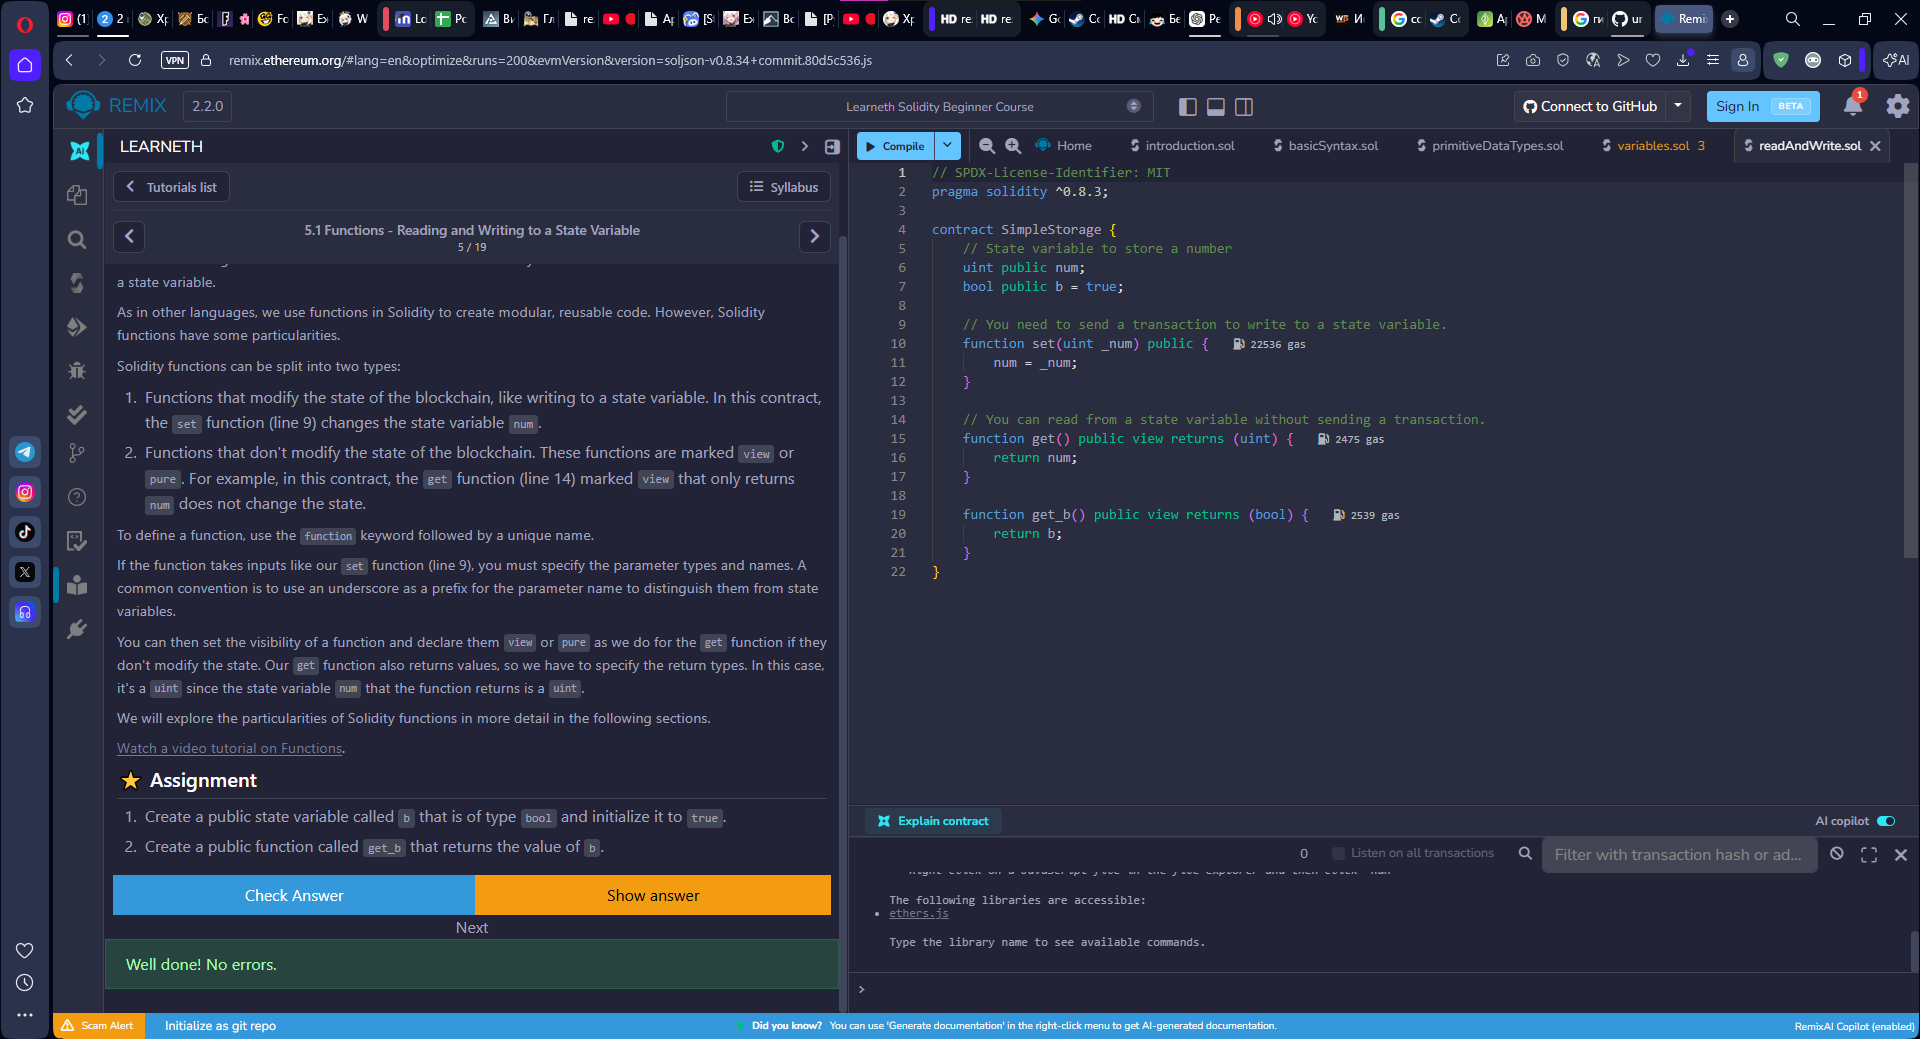 VPN
remix.ethereum.org/#lang=en&optimize&runs=200&evmVersion&version=soljson-v0.8.34+commit.80d5c536.js
AI
REMIX
2.2.0
Learneth Solidity Beginner Course
Connect to GitHub
Sign In BETA
1
LEARNETH
Tutorials list
Syllabus
5.1 Functions - Reading and Writing to a State Variable
5 / 19
a state variable.
As in other languages, we use functions in Solidity to create modular, reusable code. However, Solidity
functions have some particularities.
Solidity functions can be split into two types:
1. Functions that modify the state of the blockchain, like writing to a state variable. In this contract,
the set function (line 9) changes the state variable num.
2. Functions that don't modify the state of the blockchain. These functions are marked view or
pure. For example, in this contract, the get function (line 14) marked view that only returns
num does not change the state.
To define a function, use the function keyword followed by a unique name.
If the function takes inputs like our set function (line 9), you must specify the parameter types and names. A
common convention is to use an underscore as a prefix for the parameter name to distinguish them from state
variables.
You can then set the visibility of a function and declare them view or pure as we do for the get function if they
don't modify the state. Our get function also returns values, so we have to specify the return types. In this case,
it's a uint since the state variable num that the function returns is a uint.
We will explore the particularities of Solidity functions in more detail in the following sections.
Watch a video tutorial on Functions.
Assignment
1. Create a public state variable called b that is of type bool and initialize it to true.
2. Create a public function called get_b that returns the value of b.
Check Answer
Show answer
Next
Well done! No errors.
Compile
Home
introduction.sol
basicSyntax.sol
primitiveDataTypes.sol
variables.sol 3
readAndWrite.sol
1 // SPDX-License-Identifier: MIT
2 pragma solidity ^0.8.3;
3
4 contract SimpleStorage {
5 // State variable to store a number
6 uint public num;
7 bool public b = true;
8
9 // You need to send a transaction to write to a state variable.
10 function set(uint _num) public { 22536 gas
11 num = _num;
12 }
13
14 // You can read from a state variable without sending a transaction.
15 function get() public view returns (uint) { 2475 gas
16 return num;
17 }
18
19 function get_b() public view returns (bool) { 2539 gas
20 return b;
21 }
22 }
Explain contract
AI copilot
0
Listen on all transactions
Filter with transaction hash or ad...
The following libraries are accessible:
• ethers.js
Type the library name to see available commands.
>
Scam Alert
Initialize as git repo
Did you know? You can use 'Generate documentation' in the right-click menu to get AI-generated documentation.
RemixAI Copilot (enabled)